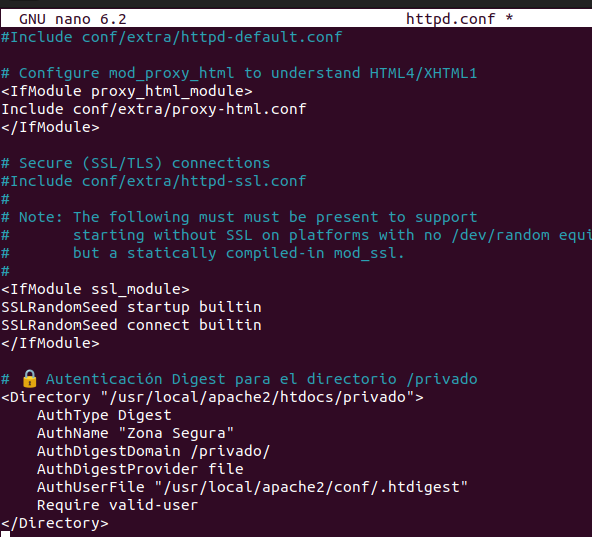 GNU nano 6.2 httpd.conf *
#Include conf/extra/httpd-default.conf
# Configure mod_proxy_html to understand HTML4/XHTML1
<IfModule proxy_html_module>
Include conf/extra/proxy-html.conf
</IfModule>
# Secure (SSL/TLS) connections
#Include conf/extra/httpd-ssl.conf
#
# Note: The following must must be present to support
#       starting without SSL on platforms with no /dev/random equi
#       but a statically compiled-in mod_ssl.
#
<IfModule ssl_module>
SSLRandomSeed startup builtin
SSLRandomSeed connect builtin
</IfModule>
# 🔒 Autenticación Digest para el directorio /privado
<Directory "/usr/local/apache2/htdocs/privado">
    AuthType Digest
    AuthName "Zona Segura"
    AuthDigestDomain /privado/
    AuthDigestProvider file
    AuthUserFile "/usr/local/apache2/conf/.htdigest"
    Require valid-user
</Directory>